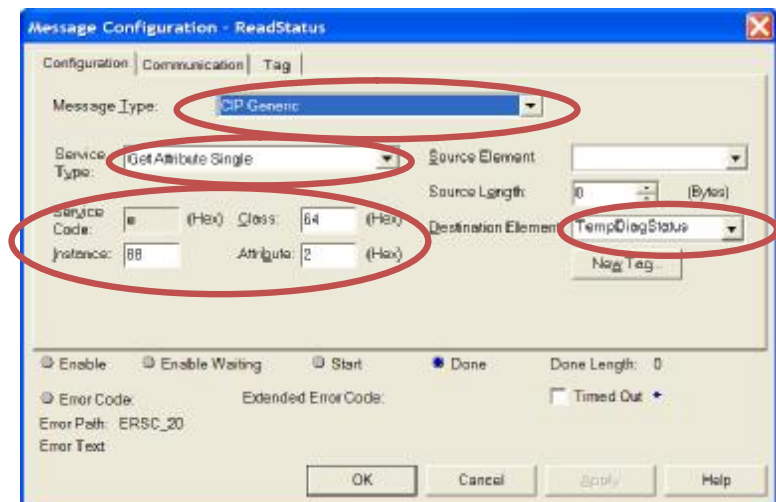 Message Configuration - ReadStatus
Configuration Communication Tag
Message Type: CIP Generic
Service Type: Get Attribute Single
Source Element
Source Length: 0 (Bytes)
Service Code: e (Hex) Class: 64 (Hex)
Destination Element TempDiagStatus
Instance: 88 Attribute: 2 (Hex)
New Tag...
Enable Enable Waiting Start Done Done Length: 0
Error Code: Extended Error Code: Timed Out
Error Path: ERSC_20
Error Text
OK Cancel Apply Help